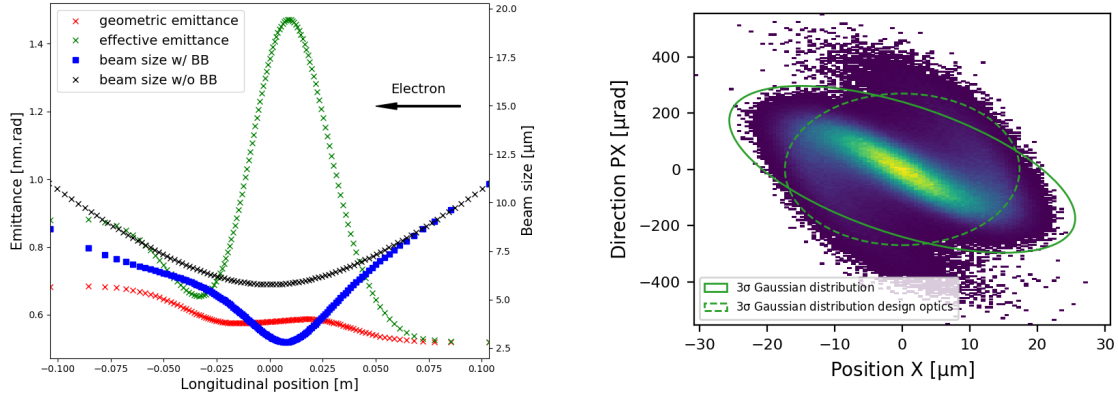 geometric emittance
effective emittance
beam size w/ BB
beam size w/o BB
Electron
Emittance [nm.rad]
1.4
1.2
1.0
0.8
0.6
Beam size [μm]
20.0
17.5
15.0
12.5
10.0
7.5
5.0
2.5
-0.100 -0.075 -0.050 -0.025 0.000 0.025 0.050 0.075 0.100
Longitudinal position [m]
Direction PX [μrad]
400
200
0
−200
−400
3σ Gaussian distribution
3σ Gaussian distribution design optics
−30 −20 −10 0 10 20 30
Position X [μm]